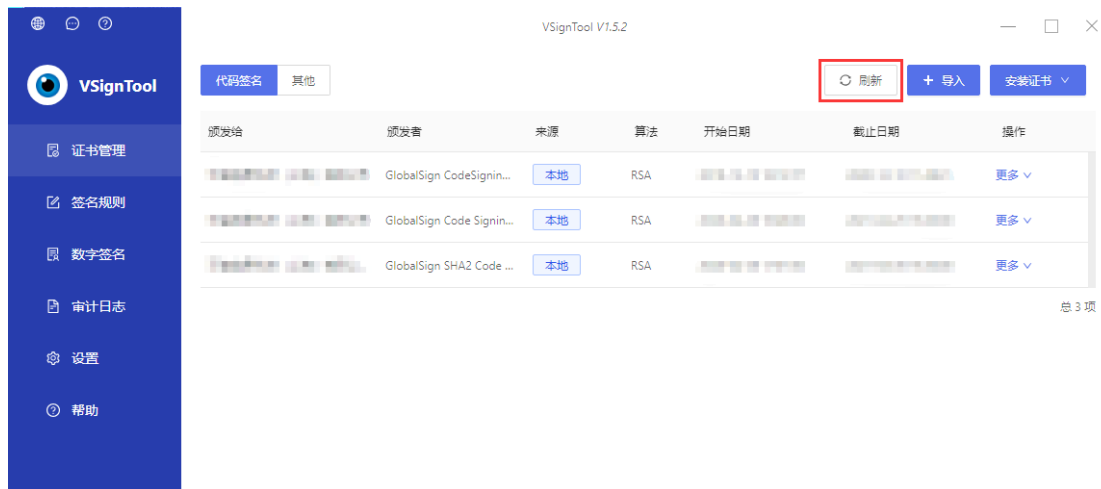 VSignTool V1.5.2
VSignTool
证书管理
签名规则
数字签名
审计日志
设置
帮助
代码签名 其他 刷新 + 导入 安装证书
颁发给 颁发者 来源 算法 开始日期 截止日期 操作
GlobalSign CodeSignin... 本地 RSA 更多
GlobalSign Code Signin... 本地 RSA 更多
GlobalSign SHA2 Code ... 本地 RSA 更多
总 3 项